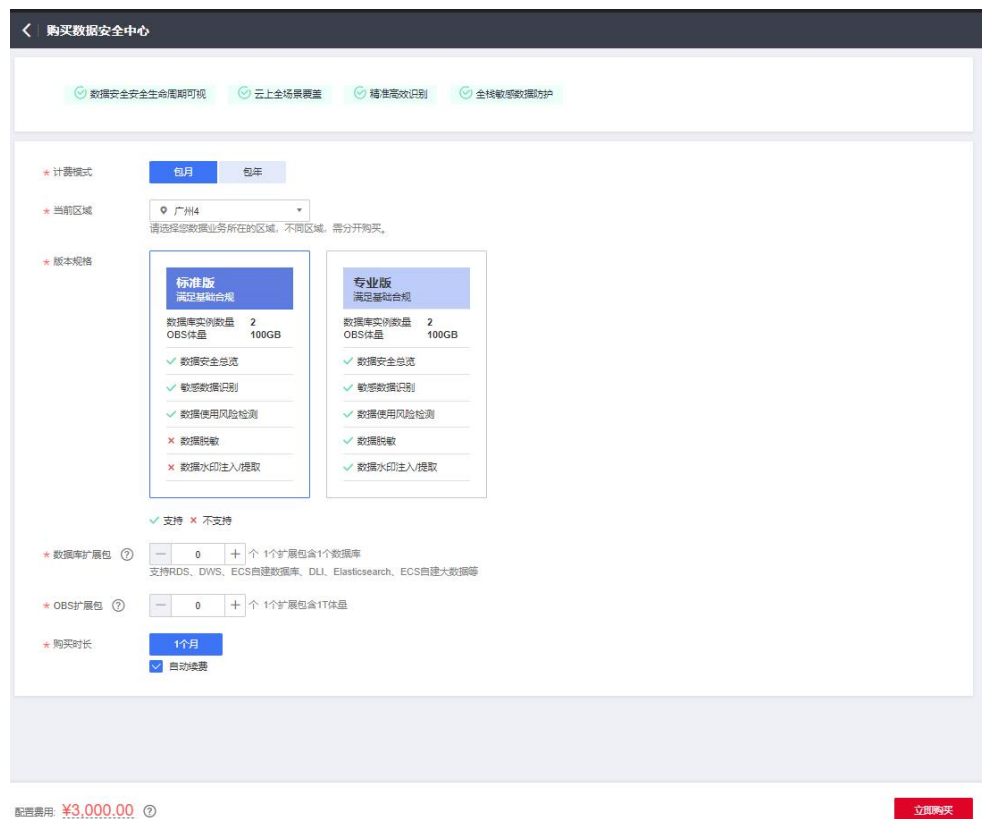 购买数据安全中心
数据安全安全生命周期可视 云上全场景覆盖 精准高效识别 全栈敏感数据防护
* 计费模式 包月 包年
* 当前区域 广州4
请选择您数据业务所在的区域，不同区域，需分开购买。
* 版本规格
标准版 专业版
满足基础合规 满足基础合规
数据库实例数量 2 数据库实例数量 2
OBS体量 100GB OBS体量 100GB
数据安全总览 数据安全总览
敏感数据识别 敏感数据识别
数据使用风险检测 数据使用风险检测
数据脱敏 数据脱敏
数据水印注入/提取 数据水印注入/提取
支持 不支持
* 数据库扩展包 ? — 0 + 个 1个扩展包含1个数据库
支持RDS、DWS、ECS自建数据库、DLI、Elasticsearch、ECS自建大数据等
* OBS扩展包 ? — 0 + 个 1个扩展包含1T体量
* 购买时长 1个月
自动续费
配置费用: ¥3,000.00 ? 立即购买